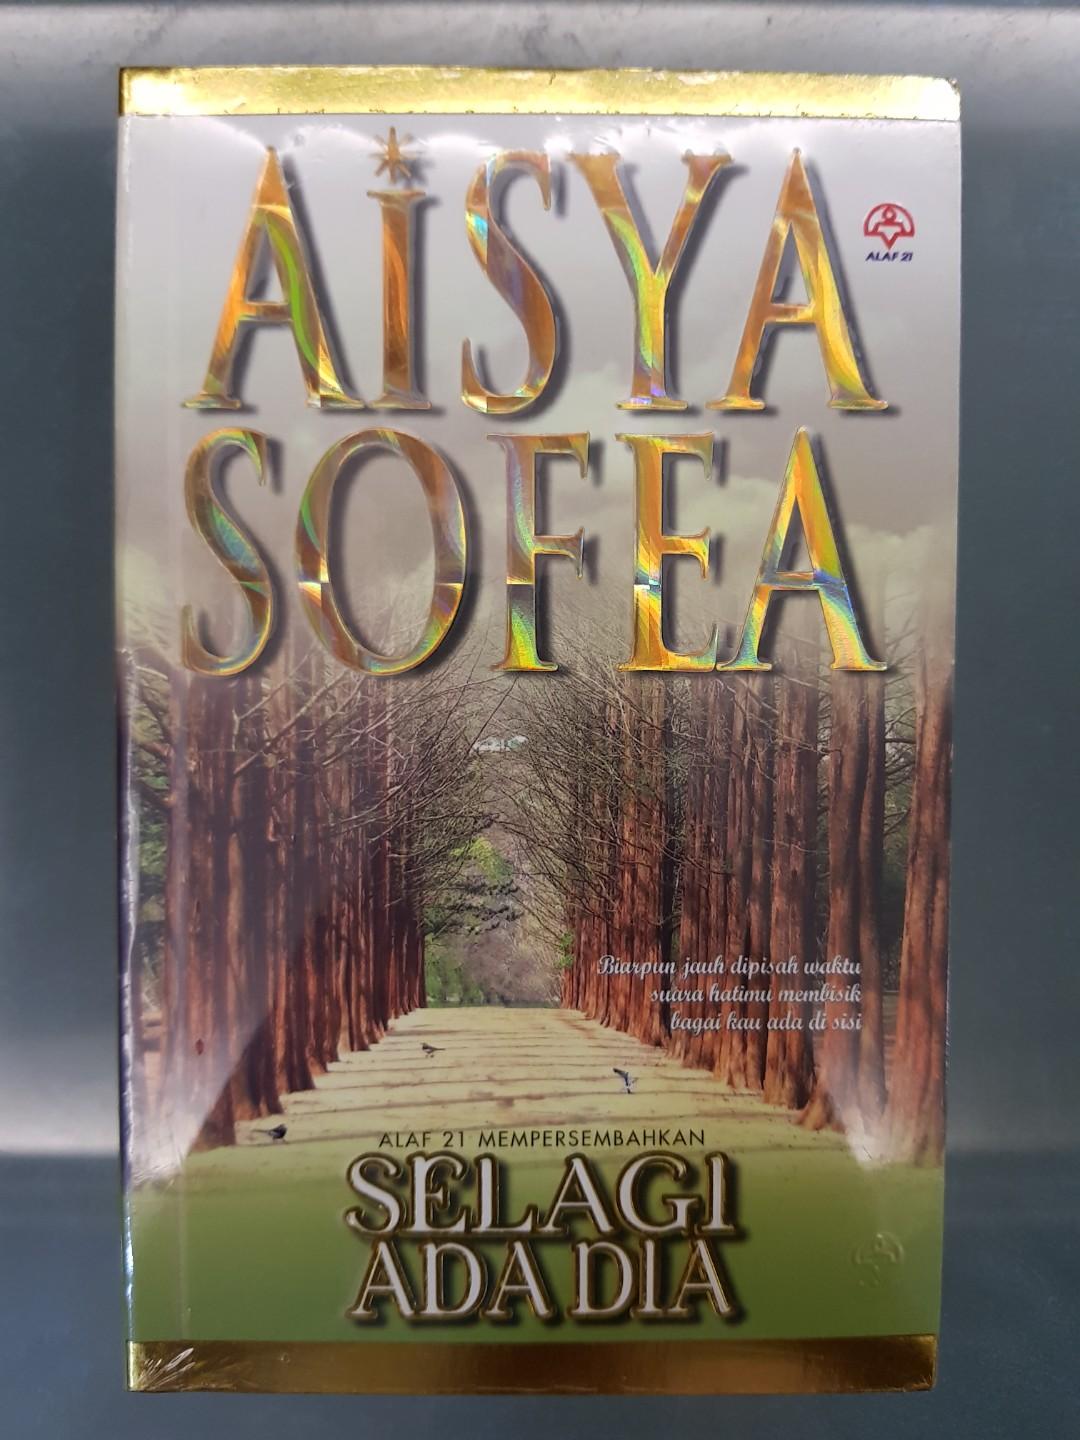 AiSYA
SOFEA
ALAF 21
Biarpun jauh dipisah waktu
suara hatimu membisik
bagai kau ada di sisi
ALAF 21 MEMPERSEMBAHKAN
SELAGI
ADA DIA